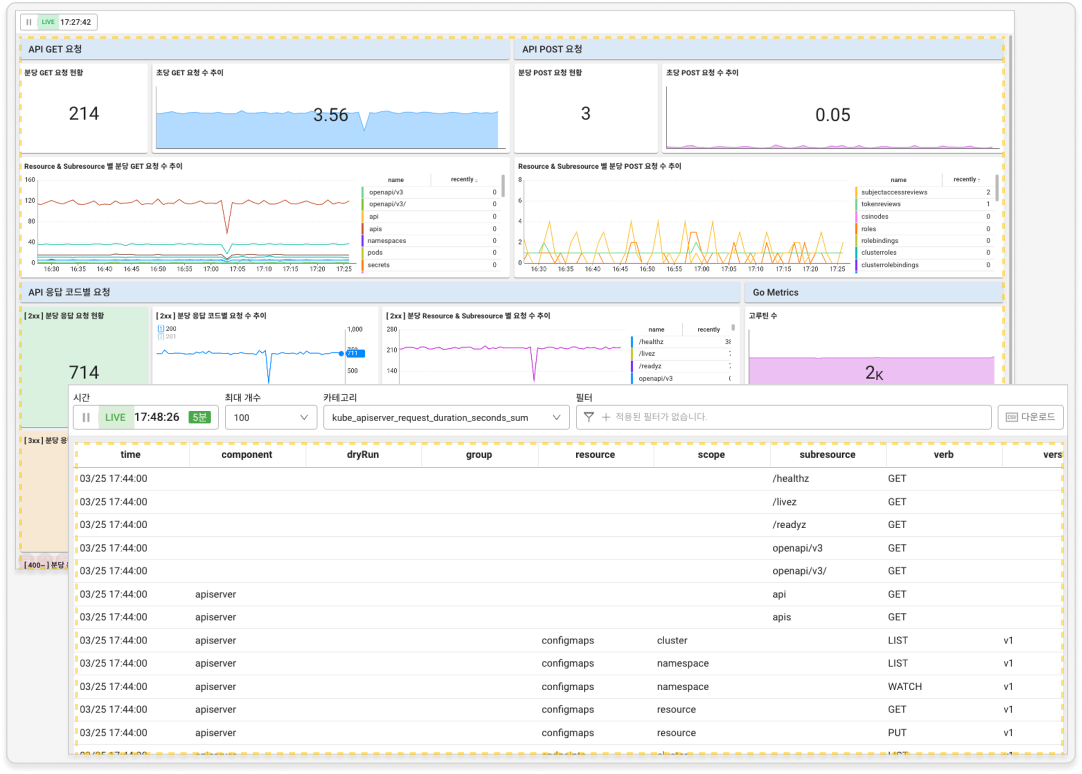 LIVE 17:27:42
API GET 요청
API POST 요청
분당 GET 요청 현황
초당 GET 요청 수 추이
분당 POST 요청 현황
초당 POST 요청 수 추이
214
3.56
3
0.05
Resource & Subresource 별 분당 GET 요청 수 추이
160
120
80
40
0
16:30 16:35 16:40 16:45 16:50 16:55 17:00 17:05 17:10 17:15 17:20 17:25
name recently
openapi/v3 0
openapi/v3/ 0
api 0
apis 0
namespaces 0
pods 0
secrets 0
Resource & Subresource 별 분당 POST 요청 수 추이
8
6
4
2
0
16:30 16:35 16:40 16:45 16:50 16:55 17:00 17:05 17:10 17:15 17:20 17:25
name recently
subjectaccessreviews 2
tokenreviews 1
csinodes 0
roles 0
rolebindings 0
clusterroles 0
clusterrolebindings 0
API 응답 코드별 요청
Go Metrics
[ 2xx ] 분당 응답 요청 현황
714
[ 2xx ] 분당 응답 코드별 요청 수 추이
[1] 200
[2] 201
1,000
711
500
[ 2xx ] 분당 Resource & Subresource 별 요청 수 추이
280
210
140
name recently
/healthz
/livez
/readyz
openapi/v3
고루틴 수
2K
[ 3xx ] 분당 응
[ 400~ ] 분당
시간
최대 개수
카테고리
필터
LIVE 17:48:26 5분
100
kube_apiserver_request_duration_seconds_sum
적용된 필터가 없습니다.
다운로드
time component dryRun group resource scope subresource verb vers
03/25 17:44:00 /healthz GET
03/25 17:44:00 /livez GET
03/25 17:44:00 /readyz GET
03/25 17:44:00 openapi/v3 GET
03/25 17:44:00 openapi/v3/ GET
03/25 17:44:00 apiserver api GET
03/25 17:44:00 apiserver apis GET
03/25 17:44:00 apiserver configmaps cluster LIST v1
03/25 17:44:00 apiserver configmaps namespace LIST v1
03/25 17:44:00 apiserver configmaps namespace WATCH v1
03/25 17:44:00 apiserver configmaps resource GET v1
03/25 17:44:00 apiserver configmaps resource PUT v1